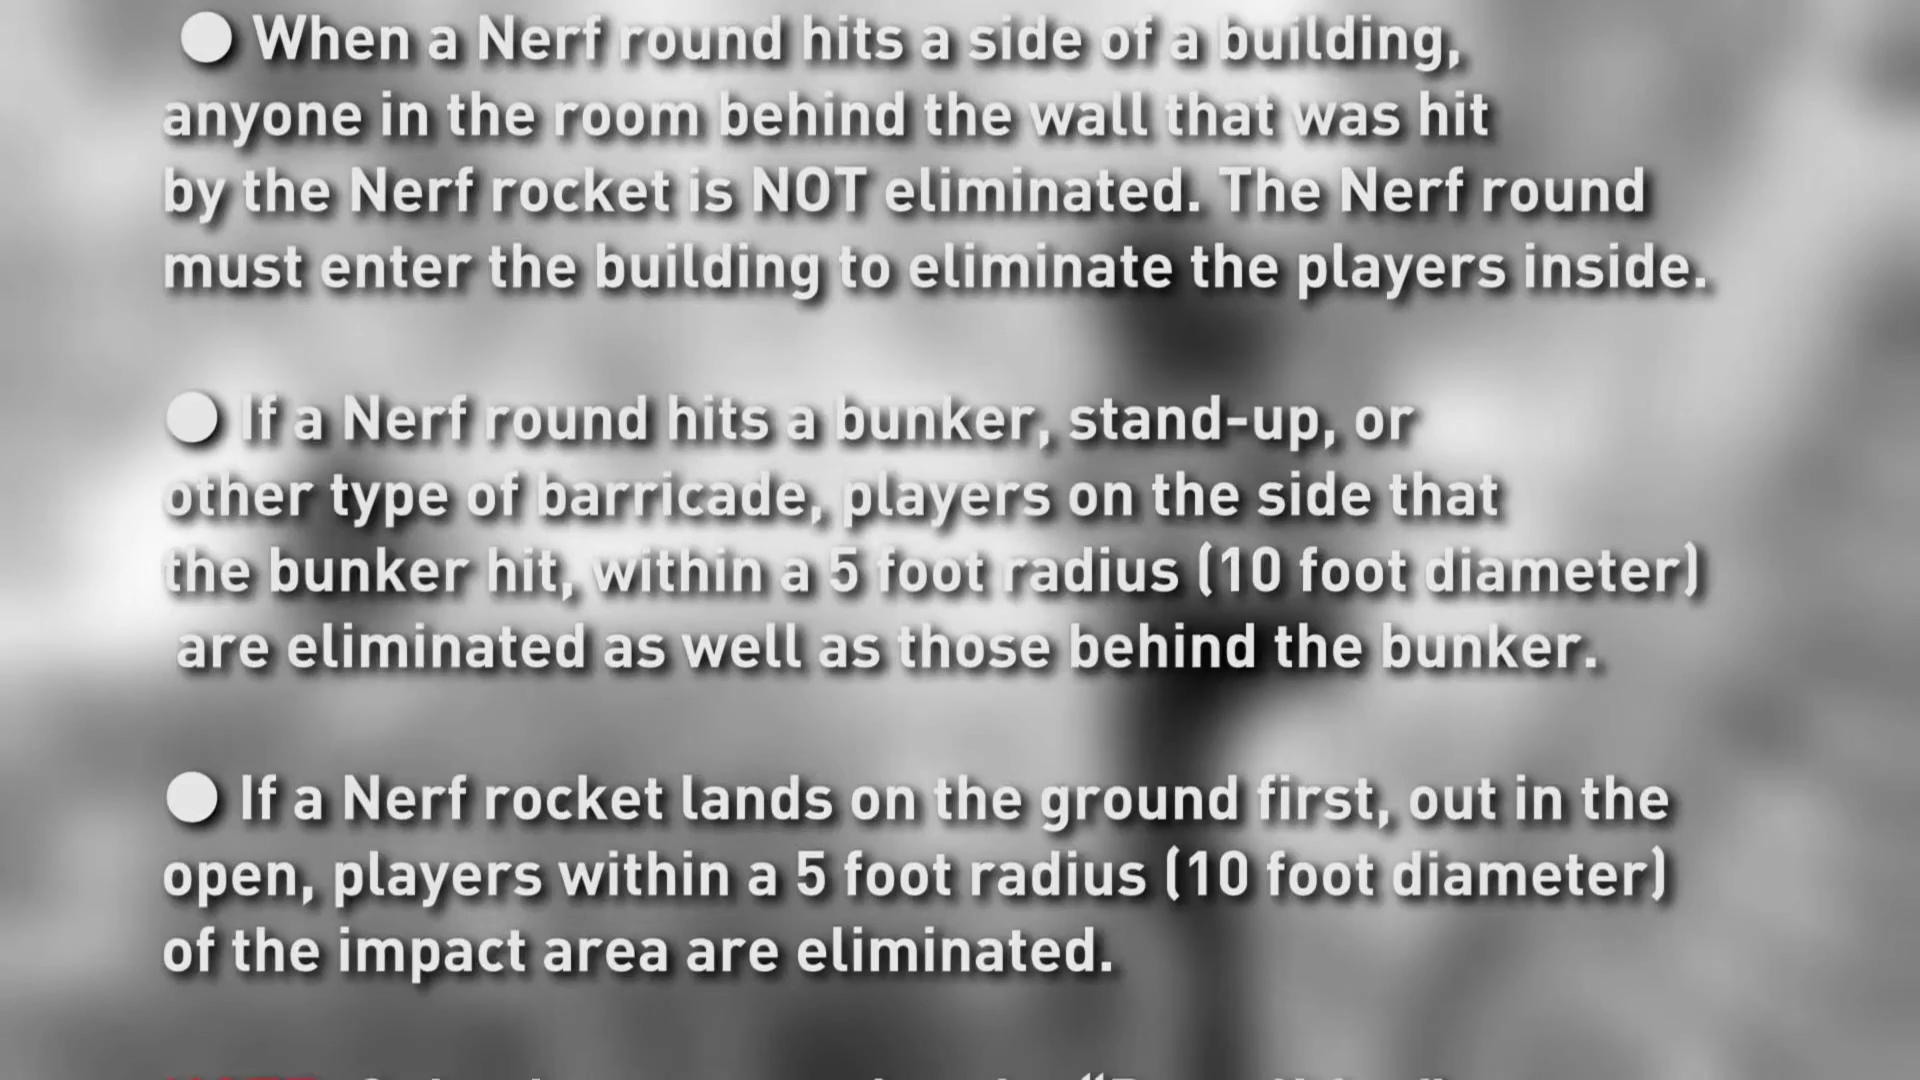 ● When a Nerf round hits a side of a building,
anyone in the room behind the wall that was hit
by the Nerf rocket is NOT eliminated. The Nerf round
must enter the building to eliminate the players inside.
● If a Nerf round hits a bunker, stand-up, or
other type of barricade, players on the side that
the bunker hit, within a 5 foot radius (10 foot diameter)
are eliminated as well as those behind the bunker.
● If a Nerf rocket lands on the ground first, out in the
open, players within a 5 foot radius (10 foot diameter)
of the impact area are eliminated.